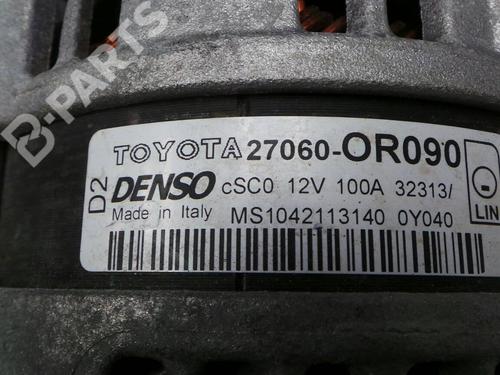 B-PARTS
TOYOTA 27060-OR090
D2
DENSO cSC0 12V 100A 32313/
Made in Italy MS1042113140 0Y040
LIN